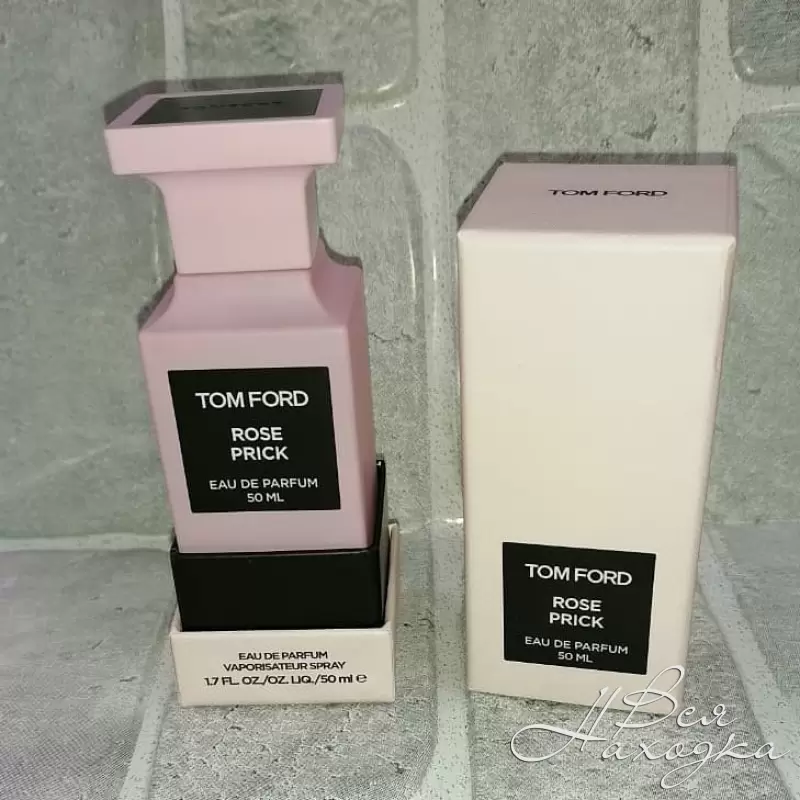 TOM FORD
ROSE
PRICK
EAU DE PARFUM
50 ML
EAU DE PARFUM
VAPORISATEUR SPRAY
1.7 FL. OZ./OZ. LIQ./50 ml ℮
TOM FORD
TOM FORD
ROSE
PRICK
EAU DE PARFUM
50 ML
Вся
Находка